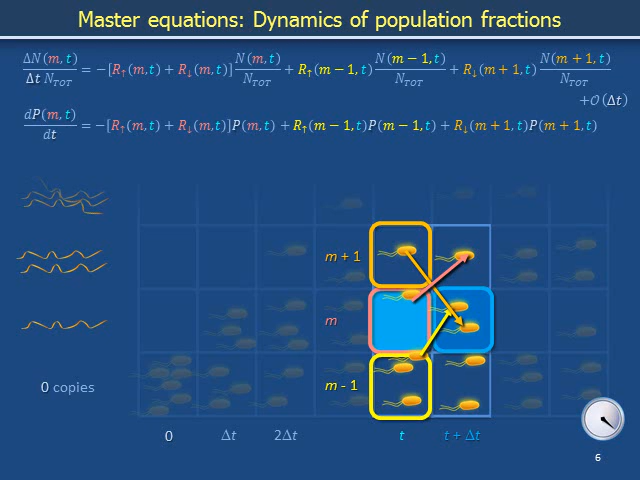 Master equations: Dynamics of population fractions
ΔN(m,t)/(Δt N_TOT) = −[R↑(m,t) + R↓(m,t)] N(m,t)/N_TOT + R↑(m−1,t) N(m−1,t)/N_TOT + R↓(m+1,t) N(m+1,t)/N_TOT
+𝒪(Δt)
dP(m,t)/dt = −[R↑(m,t) + R↓(m,t)]P(m,t) + R↑(m−1,t)P(m−1,t) + R↓(m+1,t)P(m+1,t)
m + 1
m
m - 1
0 copies
0 Δt 2Δt t t + Δt
6